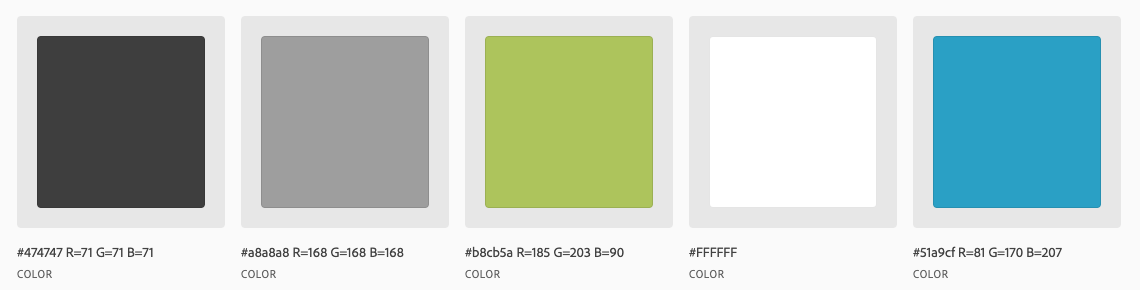 #474747 R=71 G=71 B=71
COLOR
#a8a8a8 R=168 G=168 B=168
COLOR
#b8cb5a R=185 G=203 B=90
COLOR
#FFFFFF
COLOR
#51a9cf R=81 G=170 B=207
COLOR